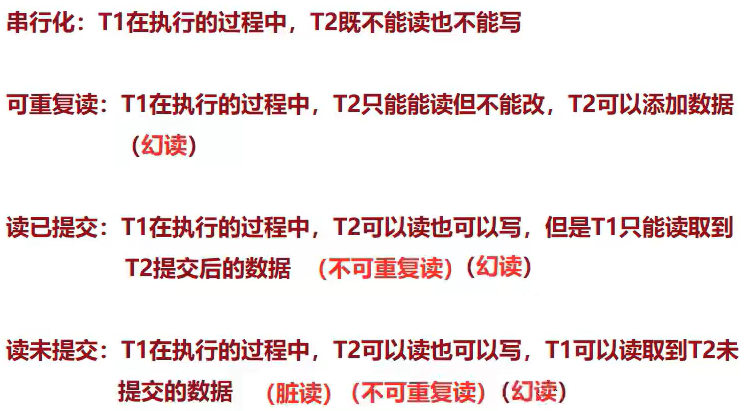 串行化：T1在执行的过程中，T2既不能读也不能写
可重复读：T1在执行的过程中，T2只能能读但不能改，T2可以添加数据
（幻读）
读已提交：T1在执行的过程中，T2可以读也可以写，但是T1只能读取到
T2提交后的数据 （不可重复读）（幻读）
读未提交：T1在执行的过程中，T2可以读也可以写，T1可以读取到T2未
提交的数据 （脏读）（不可重复读）（幻读）